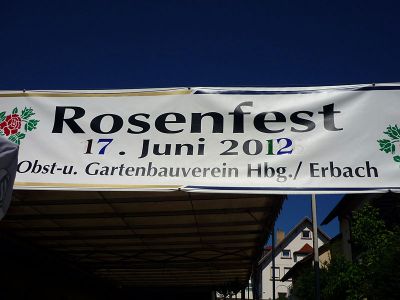 Rosenfest
17. Juni 2012
Obst-u. Gartenbauverein Hbg./ Erbach